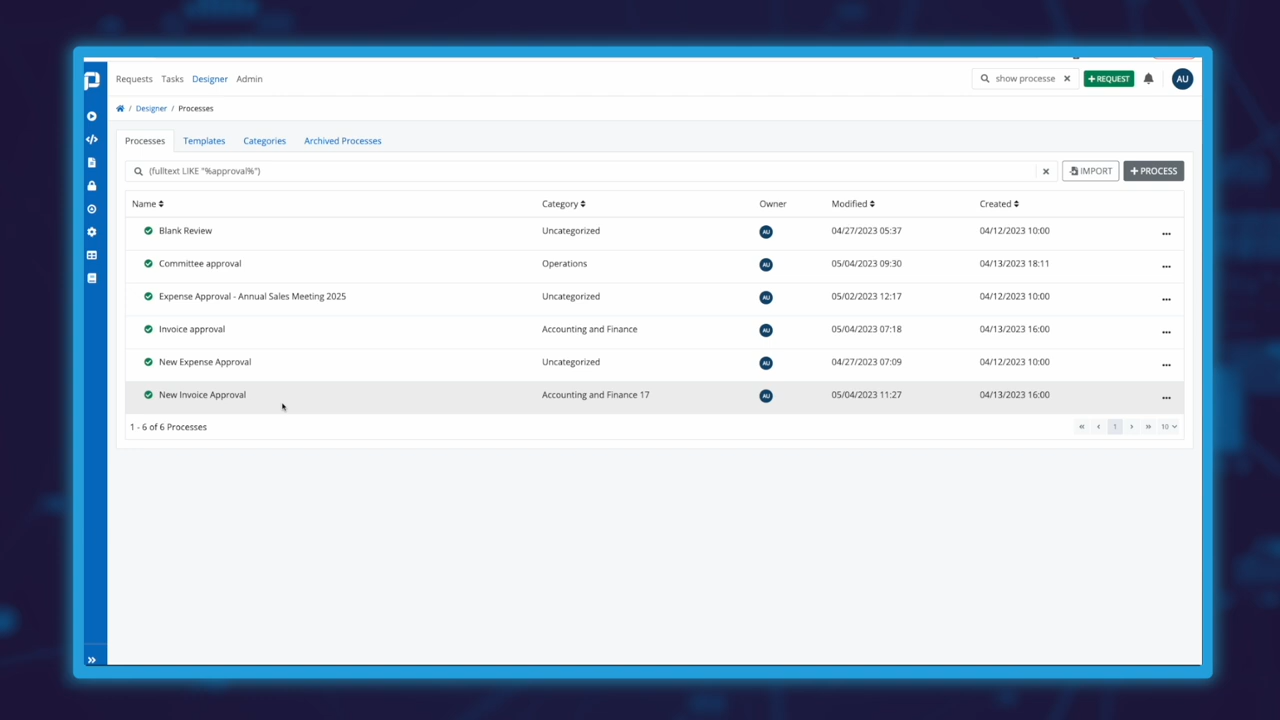 Requests Tasks Designer Admin show processe × +REQUEST AU
/ Designer / Processes
Processes Templates Categories Archived Processes
(fulltext LIKE "%approval%") × IMPORT + PROCESS
Name Category Owner Modified Created
Blank Review Uncategorized AU 04/27/2023 05:37 04/12/2023 10:00 ...
Committee approval Operations AU 05/04/2023 09:30 04/13/2023 18:11 ...
Expense Approval - Annual Sales Meeting 2025 Uncategorized AU 05/02/2023 12:17 04/12/2023 10:00 ...
Invoice approval Accounting and Finance AU 05/04/2023 07:18 04/13/2023 16:00 ...
New Expense Approval Uncategorized AU 04/27/2023 07:09 04/12/2023 10:00 ...
New Invoice Approval Accounting and Finance 17 AU 05/04/2023 11:27 04/13/2023 16:00 ...
1 - 6 of 6 Processes « ‹ 1 › » 10